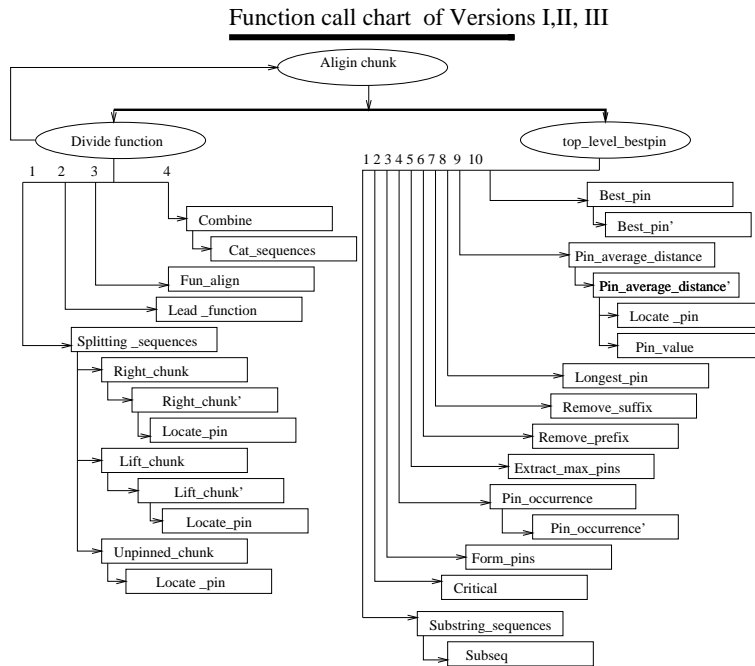 Function call chart of Versions I,II, III
Aligin chunk
Divide function
top_level_bestpin
1 2 3 4
1 2 3 4 5 6 7 8 9 10
Combine
Cat_sequences
Fun_align
Lead _function
Splitting _sequences
Right_chunk
Right_chunk’
Locate_pin
Lift_chunk
Lift_chunk’
Locate_pin
Unpinned_chunk
Locate _pin
Best_pin
Best_pin’
Pin_average_distance
Pin_average_distance’
Locate _pin
Pin_value
Longest_pin
Remove_suffix
Remove_prefix
Extract_max_pins
Pin_occurrence
Pin_occurrence’
Form_pins
Critical
Substring_sequences
Subseq